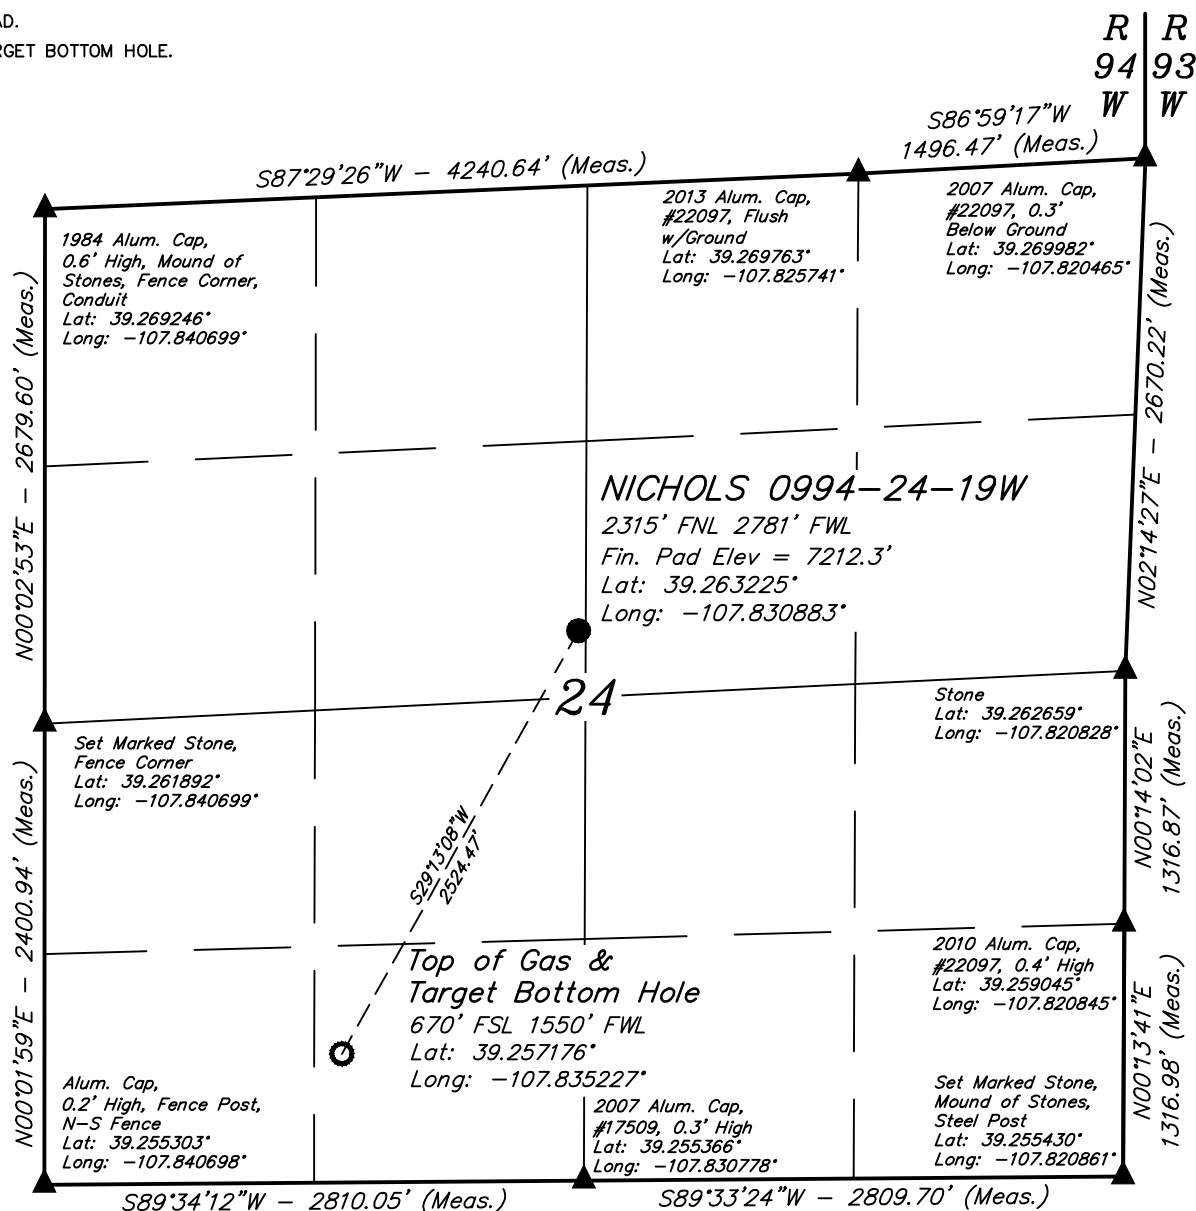 AD.
RGET BOTTOM HOLE.
R R
94 93
W W
S86°59'17"W
1496.47' (Meas.)
S87°29'26"W - 4240.64' (Meas.)
1984 Alum. Cap,
0.6' High, Mound of
Stones, Fence Corner,
Conduit
Lat: 39.269246°
Long: -107.840699°
2013 Alum. Cap,
#22097, Flush
w/Ground
Lat: 39.269763°
Long: -107.825741°
2007 Alum. Cap,
#22097, 0.3'
Below Ground
Lat: 39.269982°
Long: -107.820465°
N00°02'53"E - 2679.60' (Meas.)
N02°14'27"E - 2670.22' (Meas.)
NICHOLS 0994-24-19W
2315' FNL 2781' FWL
Fin. Pad Elev = 7212.3'
Lat: 39.263225°
Long: -107.830883°
24
Stone
Lat: 39.262659°
Long: -107.820828°
Set Marked Stone,
Fence Corner
Lat: 39.261892°
Long: -107.840699°
N00°01'59"E - 2400.94' (Meas.)
S29°13'08"W
2524.47'
N00°14'02"E
1316.87' (Meas.)
Top of Gas &
Target Bottom Hole
670' FSL 1550' FWL
Lat: 39.257176°
Long: -107.835227°
2010 Alum. Cap,
#22097, 0.4' High
Lat: 39.259045°
Long: -107.820845°
N00°13'41"E
1316.98' (Meas.)
Alum. Cap,
0.2' High, Fence Post,
N-S Fence
Lat: 39.255303°
Long: -107.840698°
2007 Alum. Cap,
#17509, 0.3' High
Lat: 39.255366°
Long: -107.830778°
Set Marked Stone,
Mound of Stones,
Steel Post
Lat: 39.255430°
Long: -107.820861°
S89°34'12"W - 2810.05' (Meas.)
S89°33'24"W - 2809.70' (Meas.)